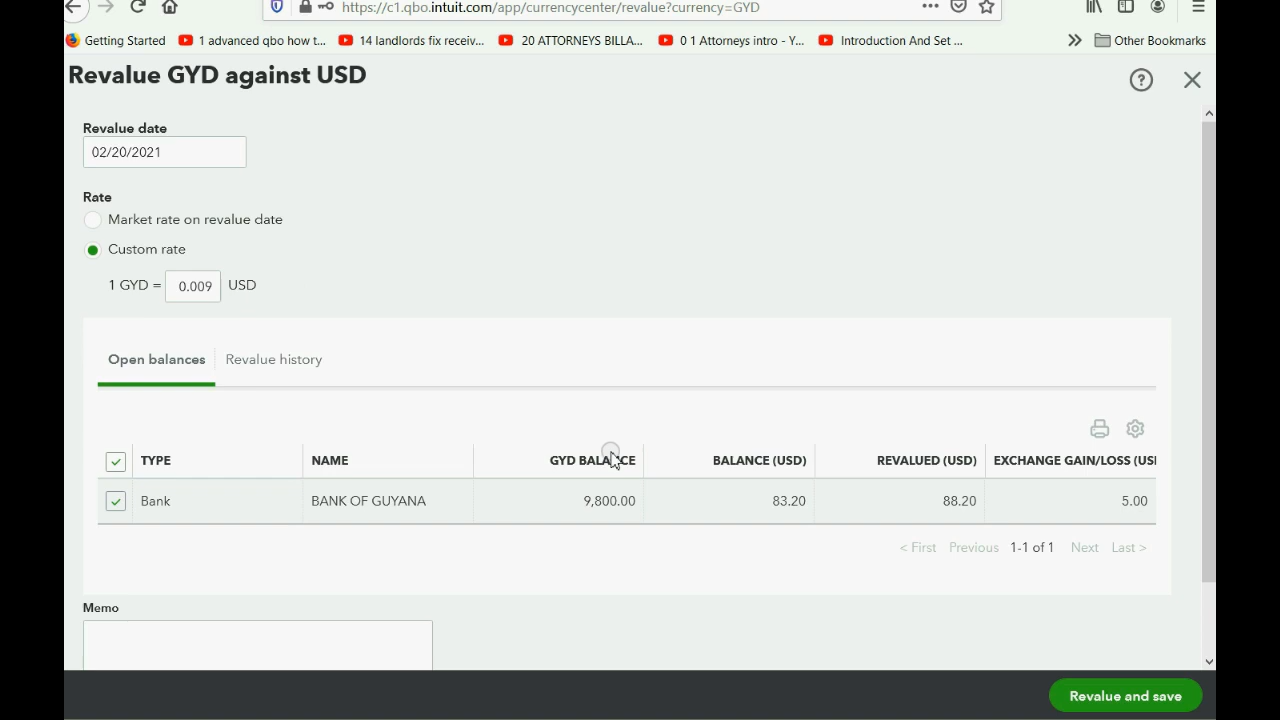 https://c1.qbo.intuit.com/app/currencycenter/revalue?currency=GYD
Getting Started 1 advanced qbo how t... 14 landlords fix receiv... 20 ATTORNEYS BILLA... 0 1 Attorneys intro - Y... Introduction And Set ... Other Bookmarks
Revalue GYD against USD
Revalue date
02/20/2021
Rate
Market rate on revalue date
Custom rate
1 GYD = 0.009 USD
Open balances Revalue history
TYPE NAME GYD BALANCE BALANCE (USD) REVALUED (USD) EXCHANGE GAIN/LOSS (USD
Bank BANK OF GUYANA 9,800.00 83.20 88.20 5.00
< First Previous 1-1 of 1 Next Last >
Memo
Revalue and save